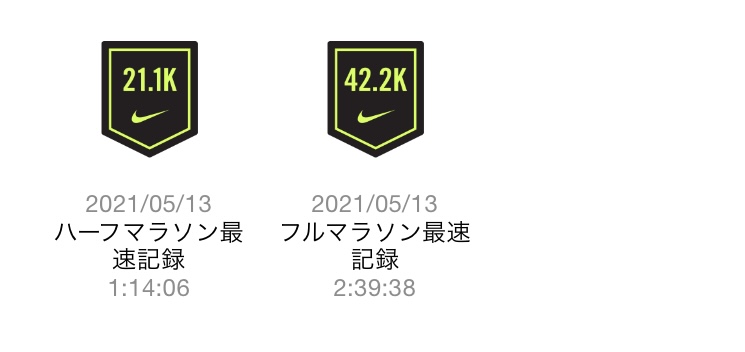 21.1K
42.2K
2021/05/13
ハーフマラソン最
速記録
1:14:06
2021/05/13
フルマラソン最速
記録
2:39:38